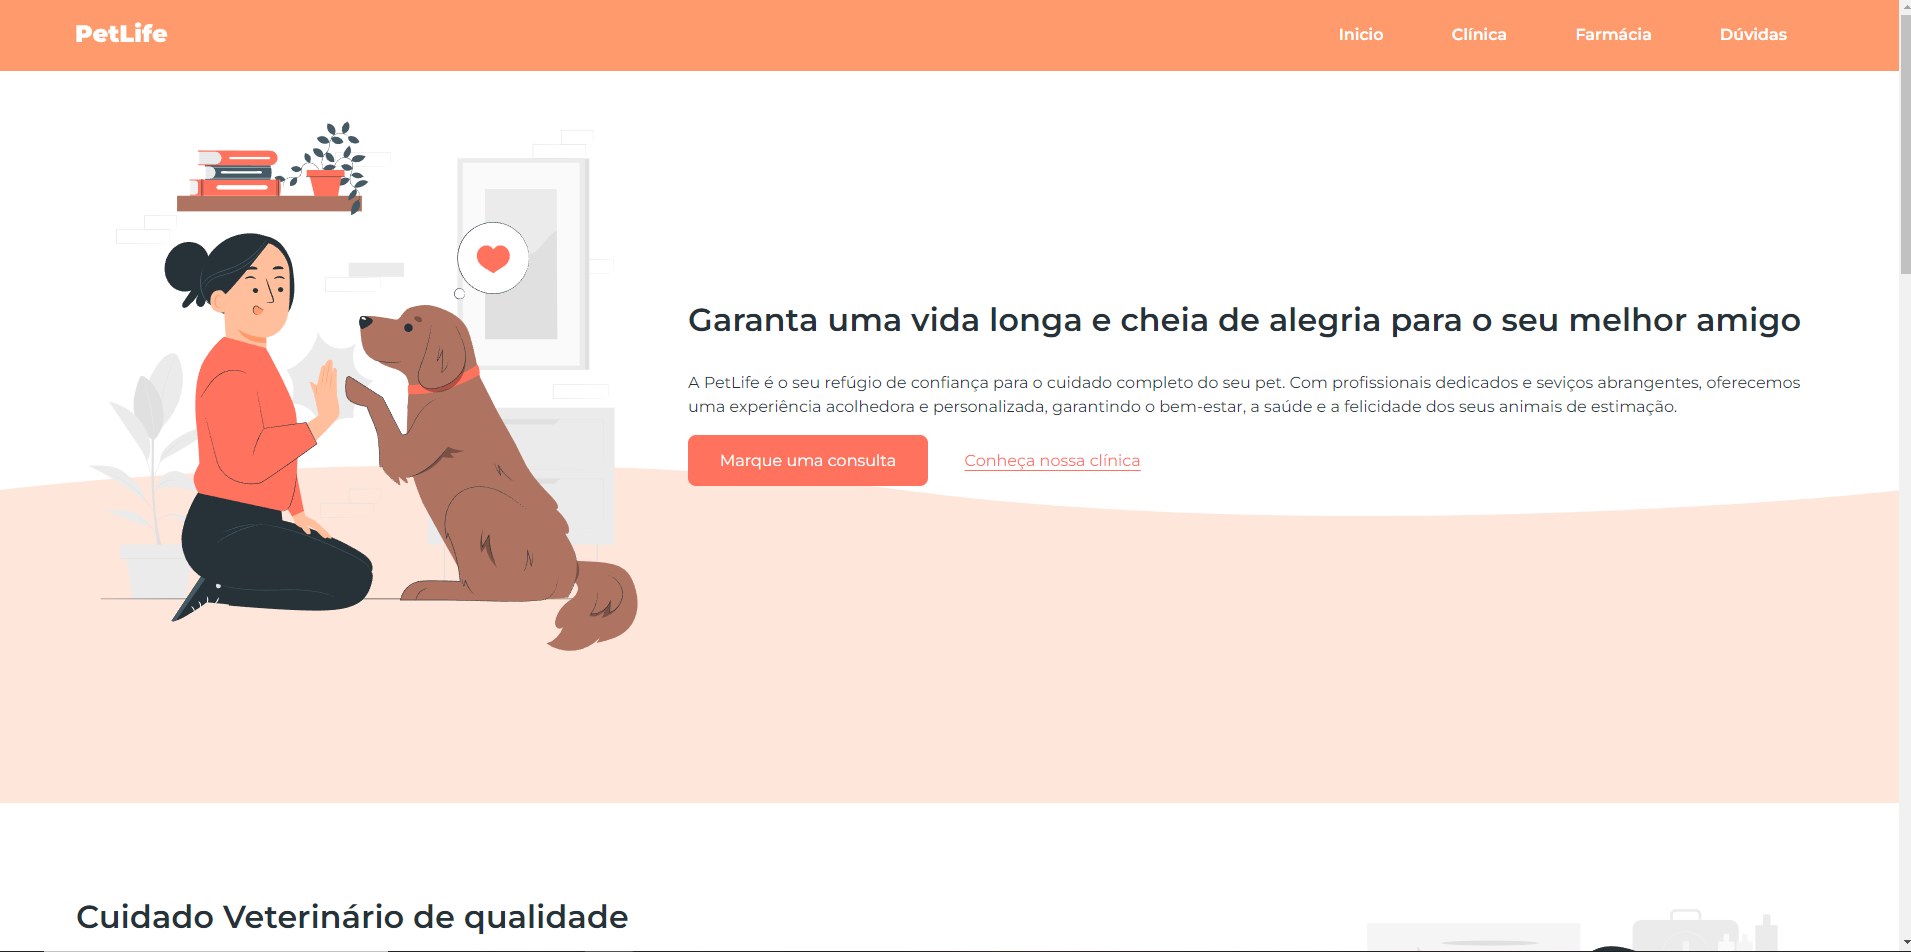 PetLife
Inicio
Clínica
Farmácia
Dúvidas
Garanta uma vida longa e cheia de alegria para o seu melhor amigo
A PetLife é o seu refúgio de confiança para o cuidado completo do seu pet. Com profissionais dedicados e seviços abrangentes, oferecemos
uma experiência acolhedora e personalizada, garantindo o bem-estar, a saúde e a felicidade dos seus animais de estimação.
Marque uma consulta
Conheça nossa clínica
Cuidado Veterinário de qualidade